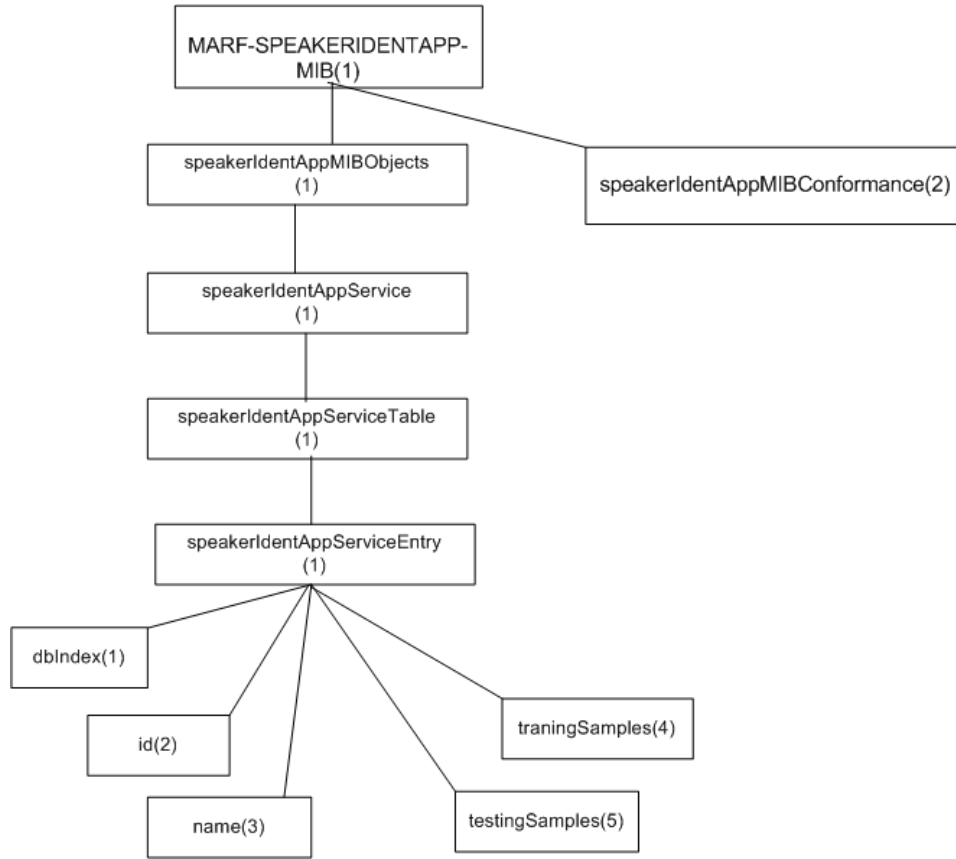 MARF-SPEAKERIDENTAPP-
MIB(1)
speakerIdentAppMIBObjects
(1)
speakerIdentAppMIBConformance(2)
speakerIdentAppService
(1)
speakerIdentAppServiceTable
(1)
speakerIdentAppServiceEntry
(1)
dbIndex(1)
id(2)
name(3)
traningSamples(4)
testingSamples(5)